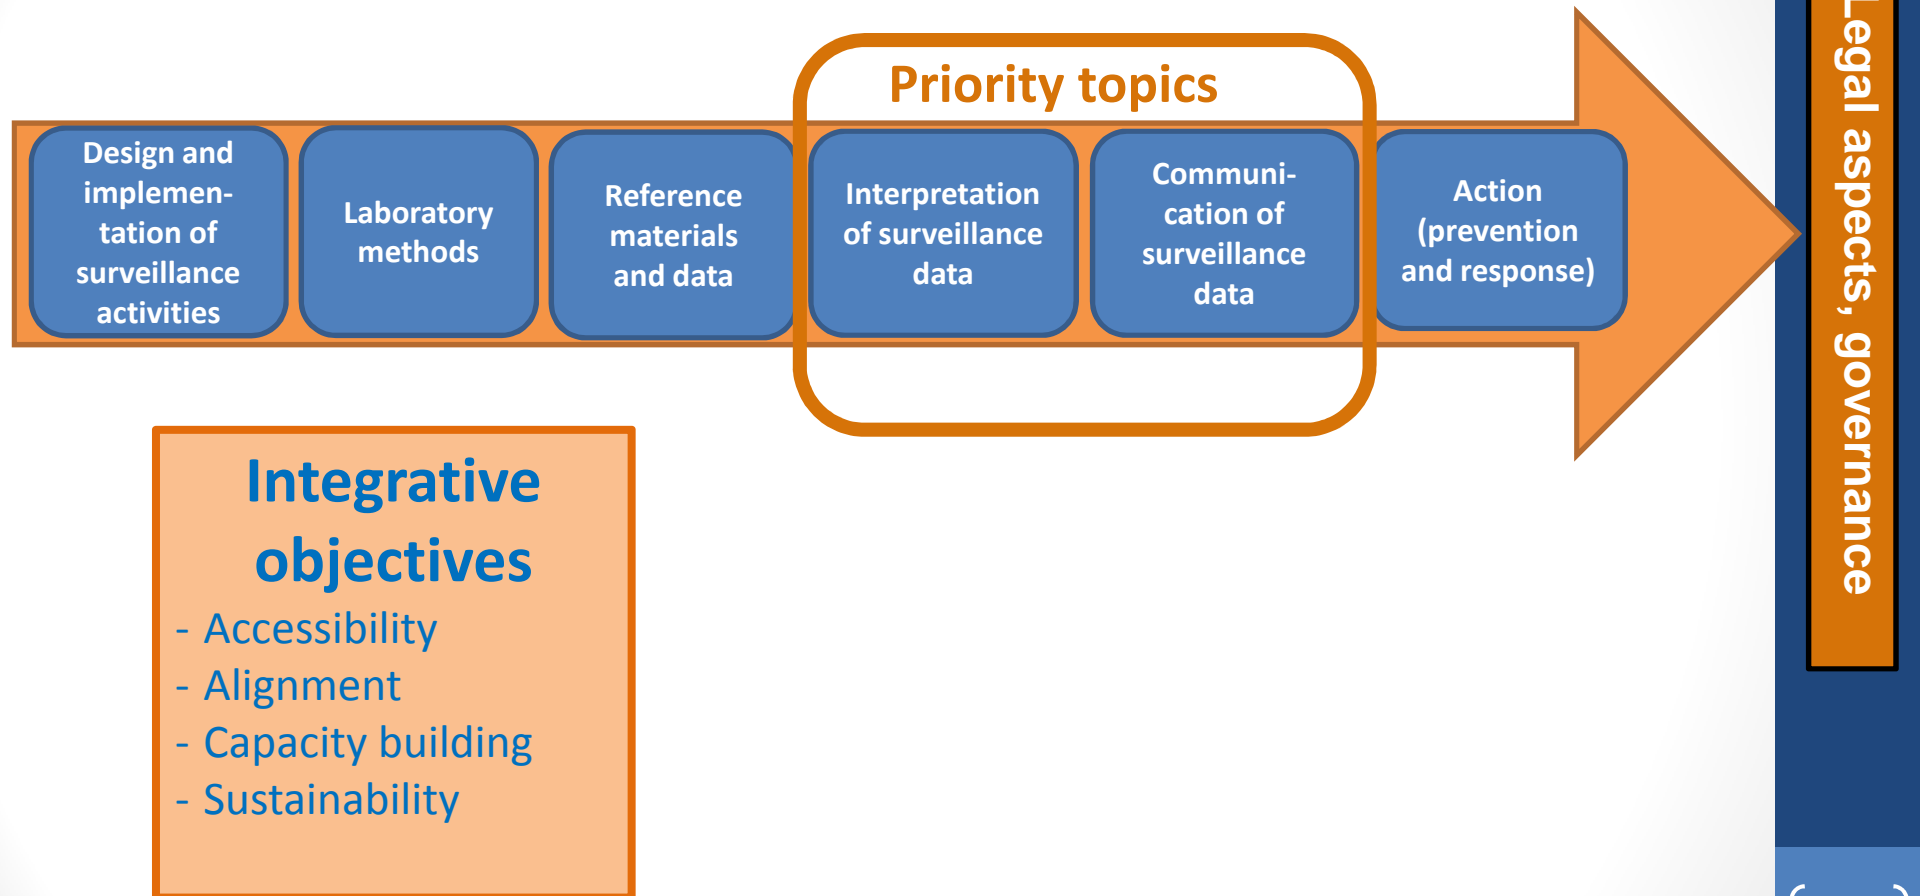 Priority topics
Design and
implemen-
tation of
surveillance
activities
Laboratory
methods
Reference
materials
and data
Interpretation
of surveillance
data
Communi-
cation of
surveillance
data
Action
(prevention
and response)
Legal aspects, governance
Integrative
objectives
- Accessibility
- Alignment
- Capacity building
- Sustainability